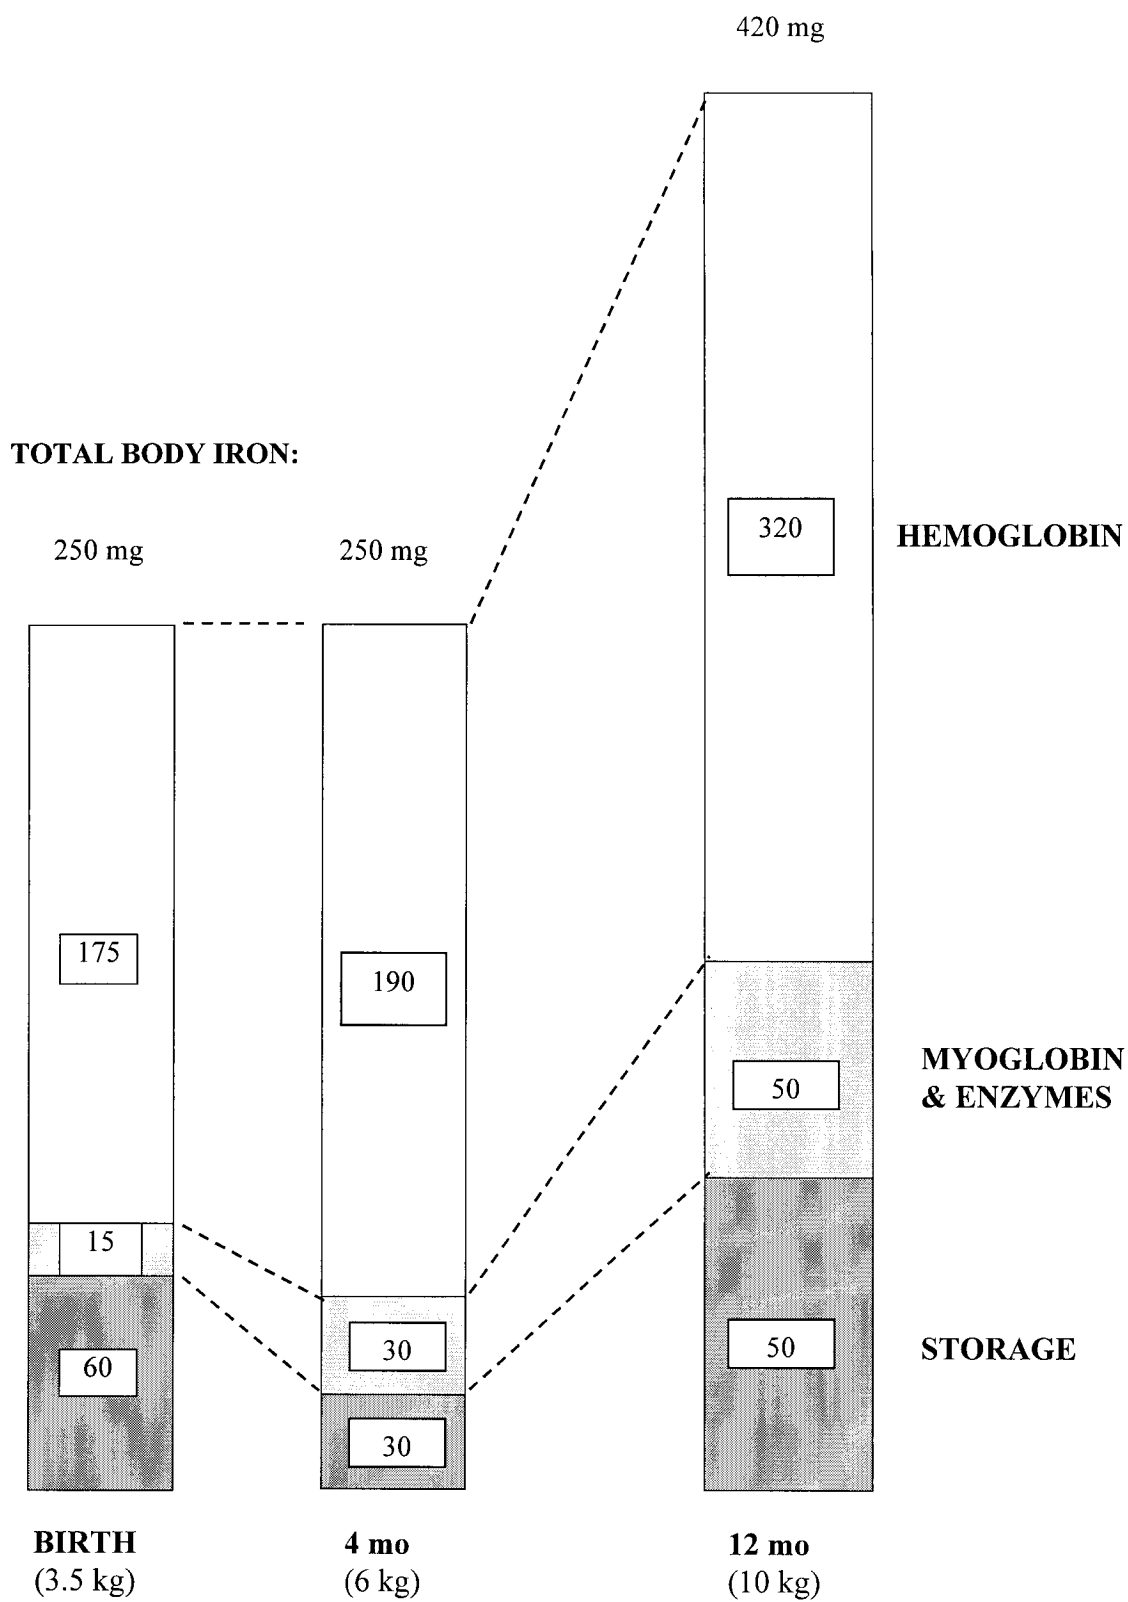 420 mg
TOTAL BODY IRON:
250 mg
250 mg
320
HEMOGLOBIN
175
190
MYOGLOBIN
& ENZYMES
50
15
30
50
STORAGE
60
30
BIRTH
(3.5 kg)
4 mo
(6 kg)
12 mo
(10 kg)